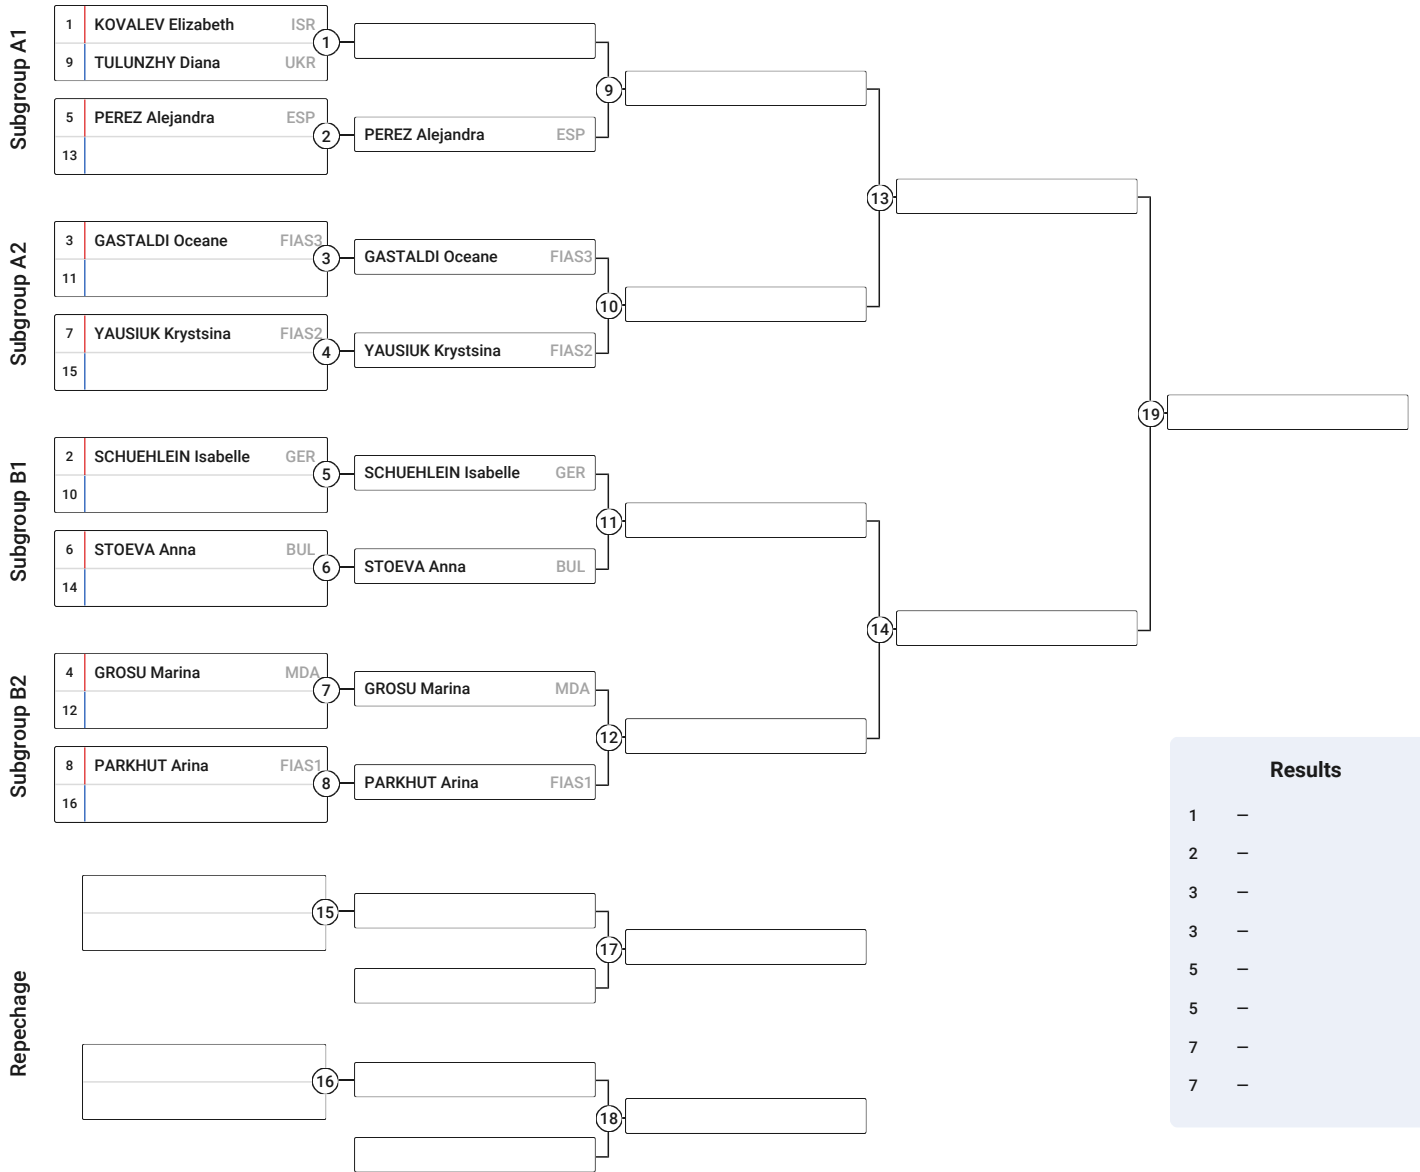 Subgroup A1
1 KOVALEV Elizabeth ISR
9 TULUNZHY Diana UKR
1
5 PEREZ Alejandra ESP
13
2
PEREZ Alejandra ESP
9
Subgroup A2
3 GASTALDI Oceane FIAS3
11
3
GASTALDI Oceane FIAS3
7 YAUSIUK Krystsina FIAS2
15
4
YAUSIUK Krystsina FIAS2
10
13
Subgroup B1
2 SCHUEHLEIN Isabelle GER
10
5
SCHUEHLEIN Isabelle GER
6 STOEVA Anna BUL
14
6
STOEVA Anna BUL
11
Subgroup B2
4 GROSU Marina MDA
12
7
GROSU Marina MDA
8 PARKHUT Arina FIAS1
16
8
PARKHUT Arina FIAS1
12
14
19
Repechage
15
17
16
18
Results
1 –
2 –
3 –
3 –
5 –
5 –
7 –
7 –